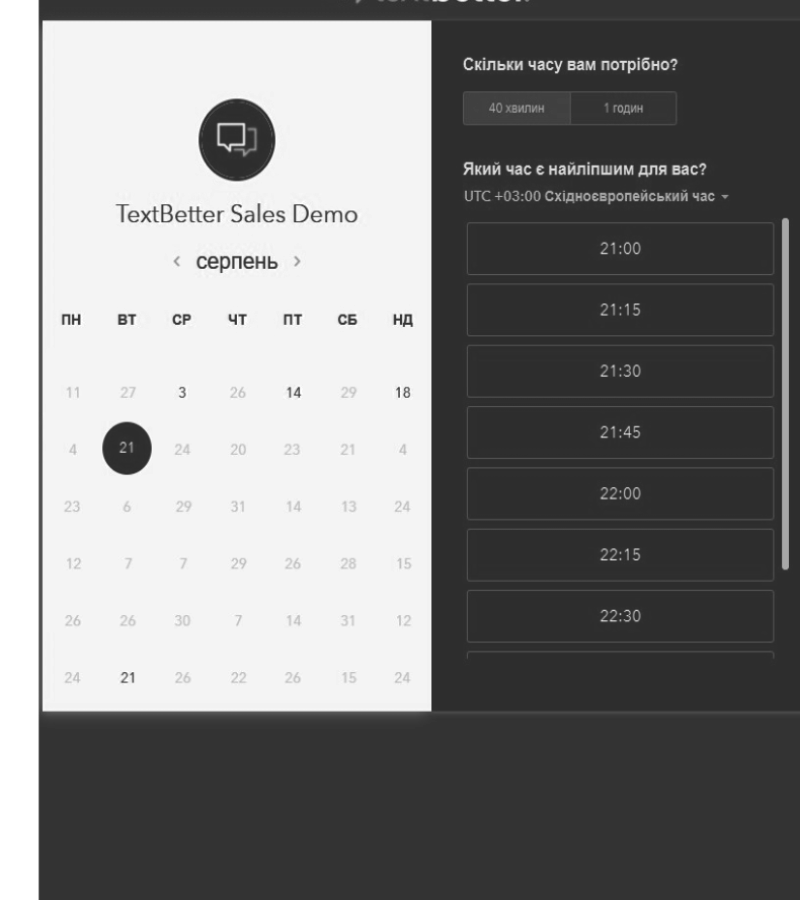 TextBetter Sales Demo
< серпень >
ПН ВТ СР ЧТ ПТ СБ НД
11 27 3 26 14 29 18
4 21 24 20 23 21 4
23 6 29 31 14 13 24
12 7 7 29 26 28 15
26 26 30 7 14 31 12
24 21 26 22 26 15 24
Скільки часу вам потрібно?
40 хвилин 1 годин
Який час є найліпшим для вас?
UTC +03:00 Східноєвропейський час
21:00
21:15
21:30
21:45
22:00
22:15
22:30